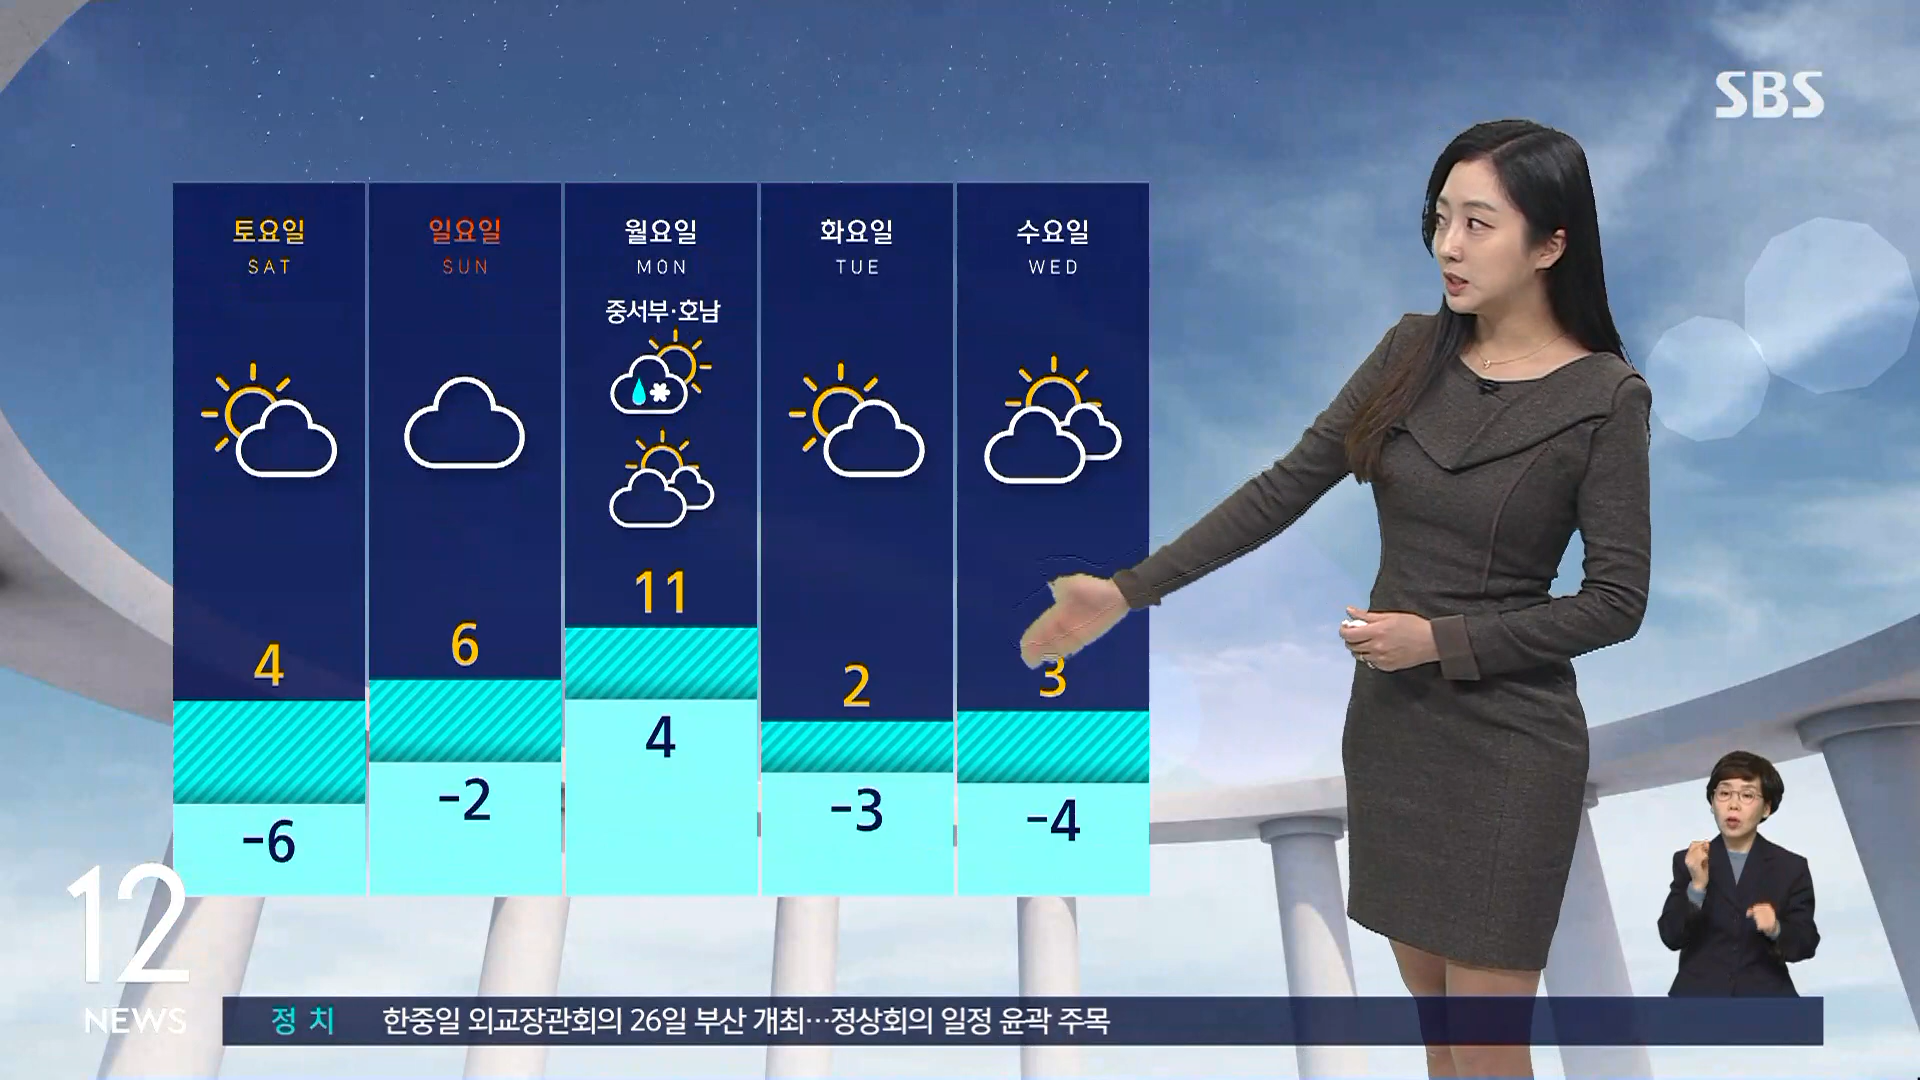 SBS
토요일
SAT
4
-6
일요일
SUN
6
-2
월요일
MON
중서부·호남
11
4
화요일
TUE
2
-3
수요일
WED
3
-4
12
NEWS
정치 한중일 외교장관회의 26일 부산 개최…정상회의 일정 윤곽 주목